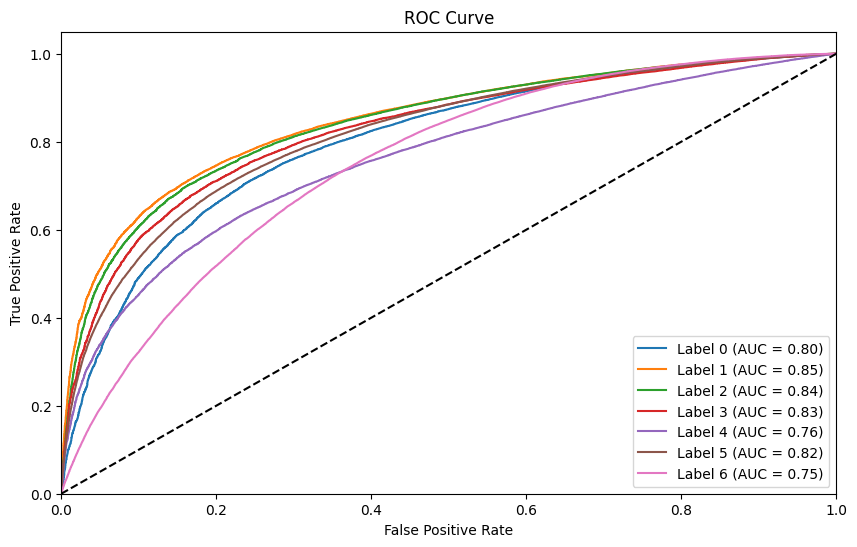 ROC Curve
True Positive Rate
1.0
0.8
0.6
0.4
0.2
0.0
Label 0 (AUC = 0.80)
Label 1 (AUC = 0.85)
Label 2 (AUC = 0.84)
Label 3 (AUC = 0.83)
Label 4 (AUC = 0.76)
Label 5 (AUC = 0.82)
Label 6 (AUC = 0.75)
0.0 0.2 0.4 0.6 0.8 1.0
False Positive Rate